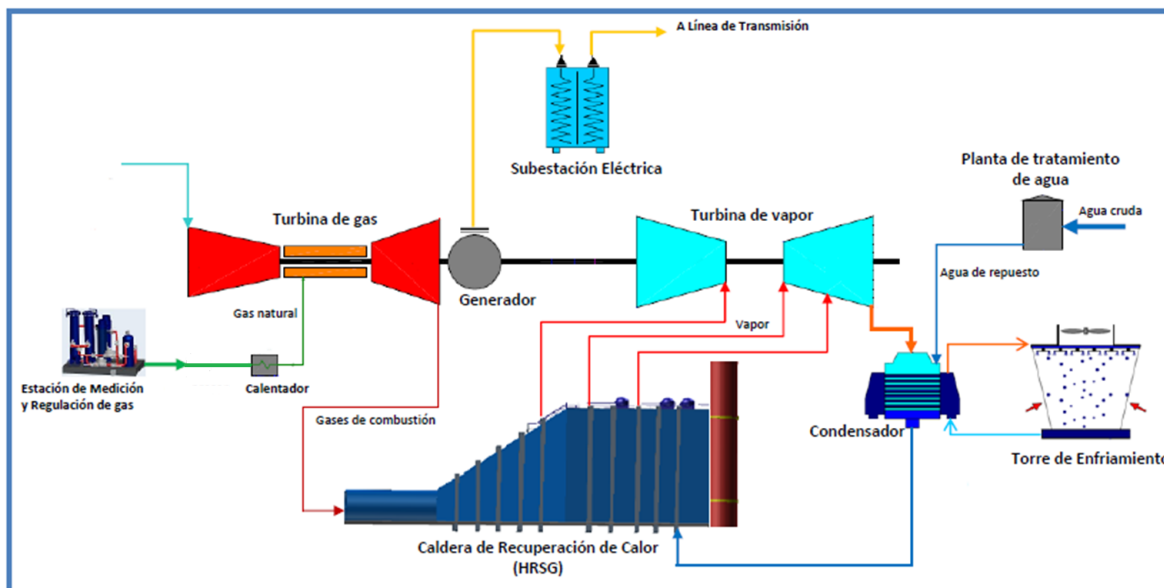 A Línea de Transmisión
Subestación Eléctrica
Planta de tratamiento
de agua
Agua cruda
Turbina de gas
Turbina de vapor
Agua de repuesto
Generador
Gas natural
Vapor
Estación de Medición
y Regulación de gas
Calentador
Gases de combustión
Condensador
Torre de Enfriamiento
Caldera de Recuperación de Calor
(HRSG)